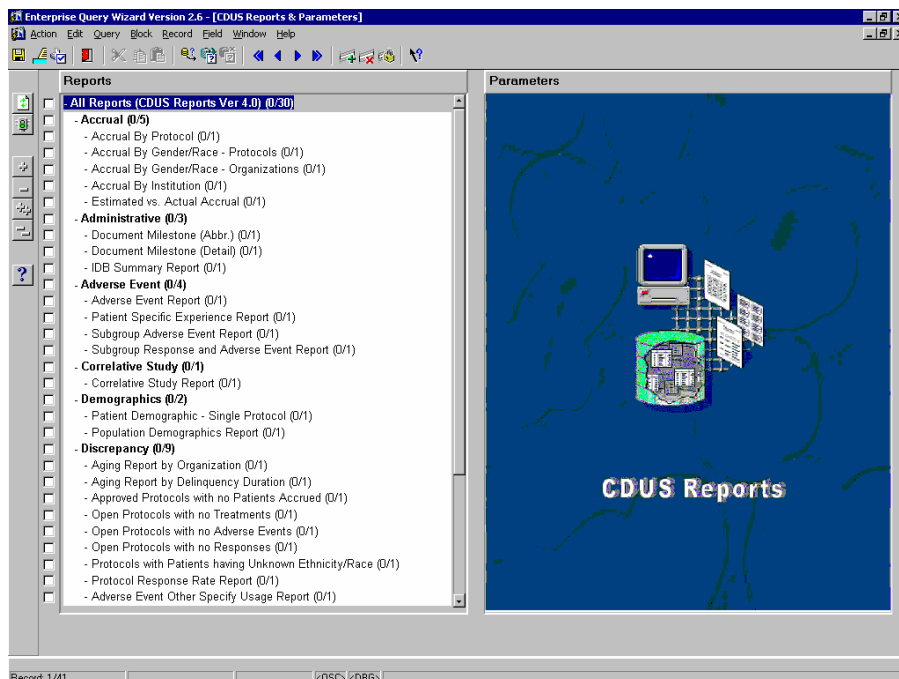 Enterprise Query Wizard Version 2.6 - [CDUS Reports & Parameters]
Action Edit Query Block Record Field Window Help
Reports
Parameters
- All Reports (CDUS Reports Ver 4.0) (0/30)
- Accrual (0/5)
- Accrual By Protocol (0/1)
- Accrual By Gender/Race - Protocols (0/1)
- Accrual By Gender/Race - Organizations (0/1)
- Accrual By Institution (0/1)
- Estimated vs. Actual Accrual (0/1)
- Administrative (0/3)
- Document Milestone (Abbr.) (0/1)
- Document Milestone (Detail) (0/1)
- IDB Summary Report (0/1)
- Adverse Event (0/4)
- Adverse Event Report (0/1)
- Patient Specific Experience Report (0/1)
- Subgroup Adverse Event Report (0/1)
- Subgroup Response and Adverse Event Report (0/1)
- Correlative Study (0/1)
- Correlative Study Report (0/1)
- Demographics (0/2)
- Patient Demographic - Single Protocol (0/1)
- Population Demographics Report (0/1)
- Discrepancy (0/9)
- Aging Report by Organization (0/1)
- Aging Report by Delinquency Duration (0/1)
- Approved Protocols with no Patients Accrued (0/1)
- Open Protocols with no Treatments (0/1)
- Open Protocols with no Adverse Events (0/1)
- Open Protocols with no Responses (0/1)
- Protocols with Patients having Unknown Ethnicity/Race (0/1)
- Protocol Response Rate Report (0/1)
- Adverse Event Other Specify Usage Report (0/1)
CDUS Reports
Record: 1/41 <OSC> <DBG>